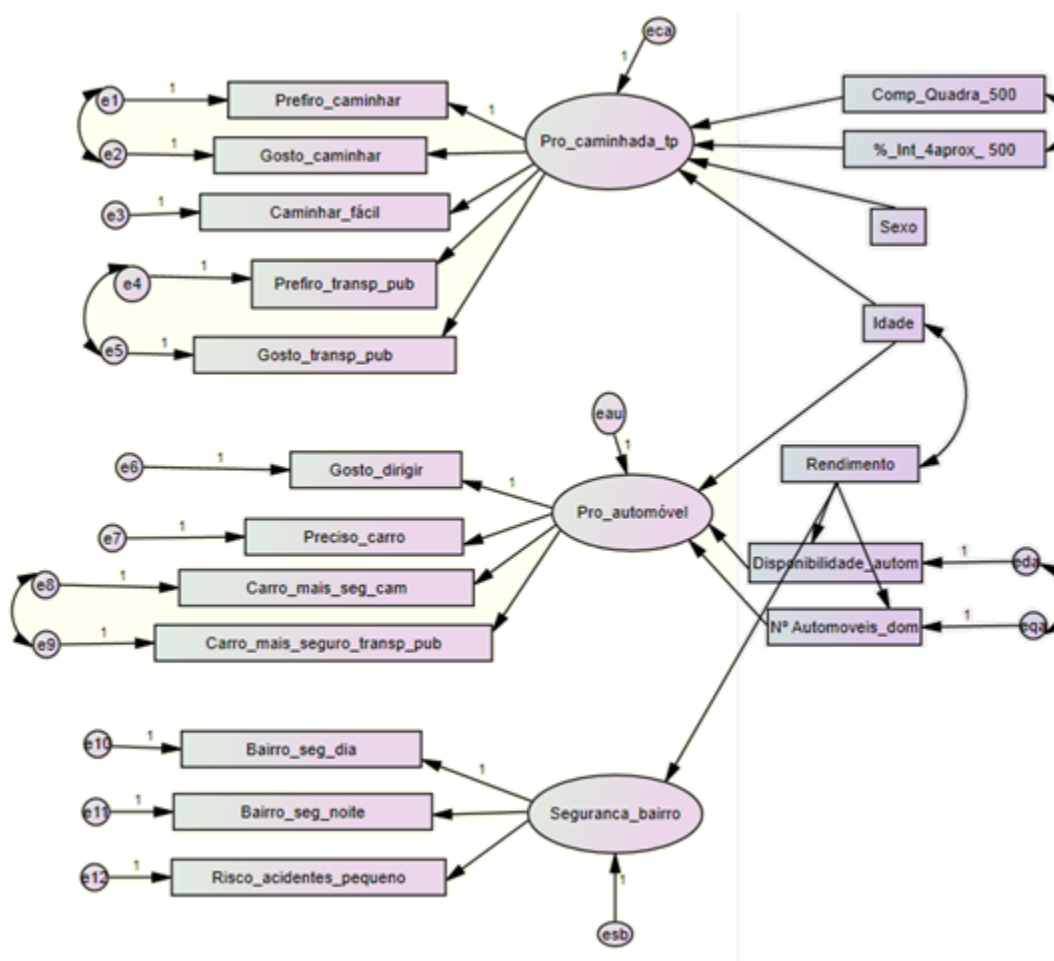 eca
1
e1
1
Prefiro_caminhar
1
Comp_Quadra_500
Pro_caminhada_tp
e2
1
Gosto_caminhar
%_Int_4aprox_ 500
e3
1
Caminhar_fácil
Sexo
e4
1
Prefiro_transp_pub
Idade
e5
1
Gosto_transp_pub
eau
1
e6
1
Gosto_dirigir
1
Rendimento
Pro_automóvel
e7
1
Preciso_carro
Disponibilidade_autom
1
eda
e8
1
Carro_mais_seg_cam
Nº Automoveis_dom
1
eqa
e9
1
Carro_mais_seguro_transp_pub
e10
1
Bairro_seg_dia
1
e11
1
Bairro_seg_noite
Seguranca_bairro
e12
1
Risco_acidentes_pequeno
1
esb